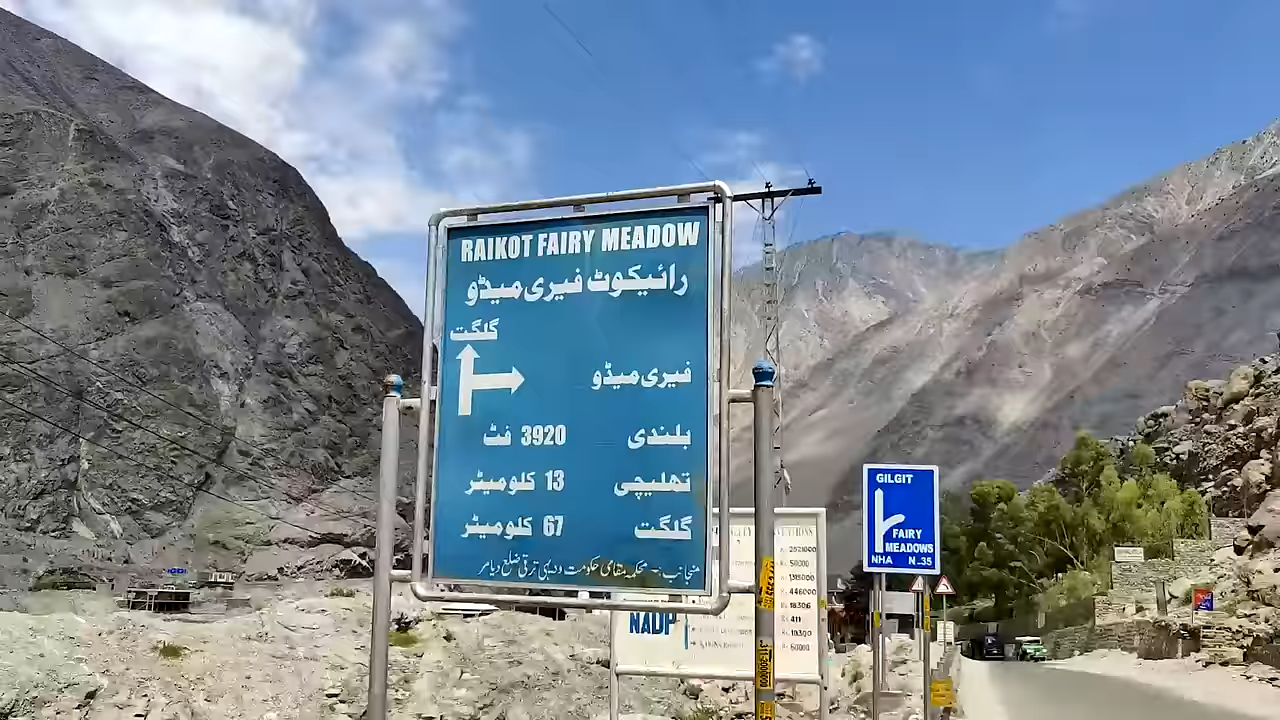 RAIKOT FAIRY MEADOW
رائیکوٹ فیری میڈو
گلگت
فیری میڈو
بلندی 3920 فٹ
تھلیچی 13 کلومیٹر
گلگت 67 کلومیٹر
منجانب:- محکمہ مقامی حکومت و دیہی ترقی ضلع دیامر
GILGIT
FAIRY
MEADOWS
NHA N-35
NADP